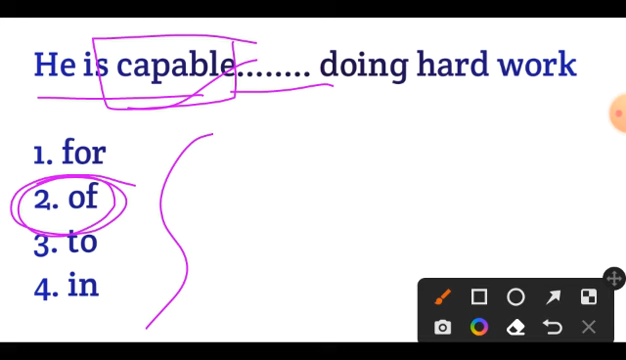 He is capable........ doing hard work
1. for
2. of
3. to
4. in